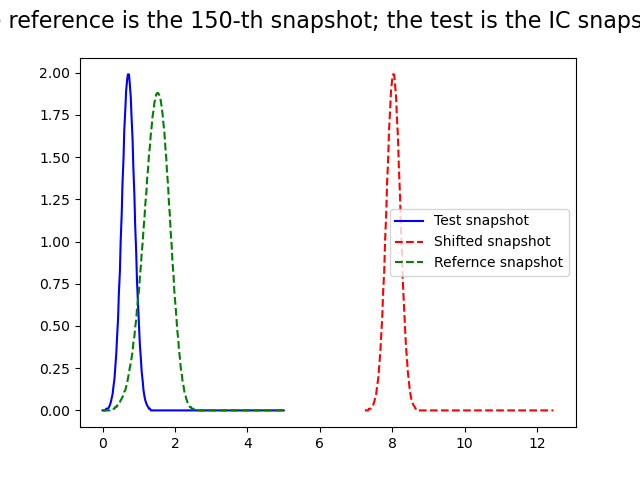 reference is the 150-th snapshot; the test is the IC snaps
2.00
1.75
1.50
1.25
1.00
0.75
0.50
0.25
0.00
Test snapshot
Shifted snapshot
Refernce snapshot
0 2 4 6 8 10 12